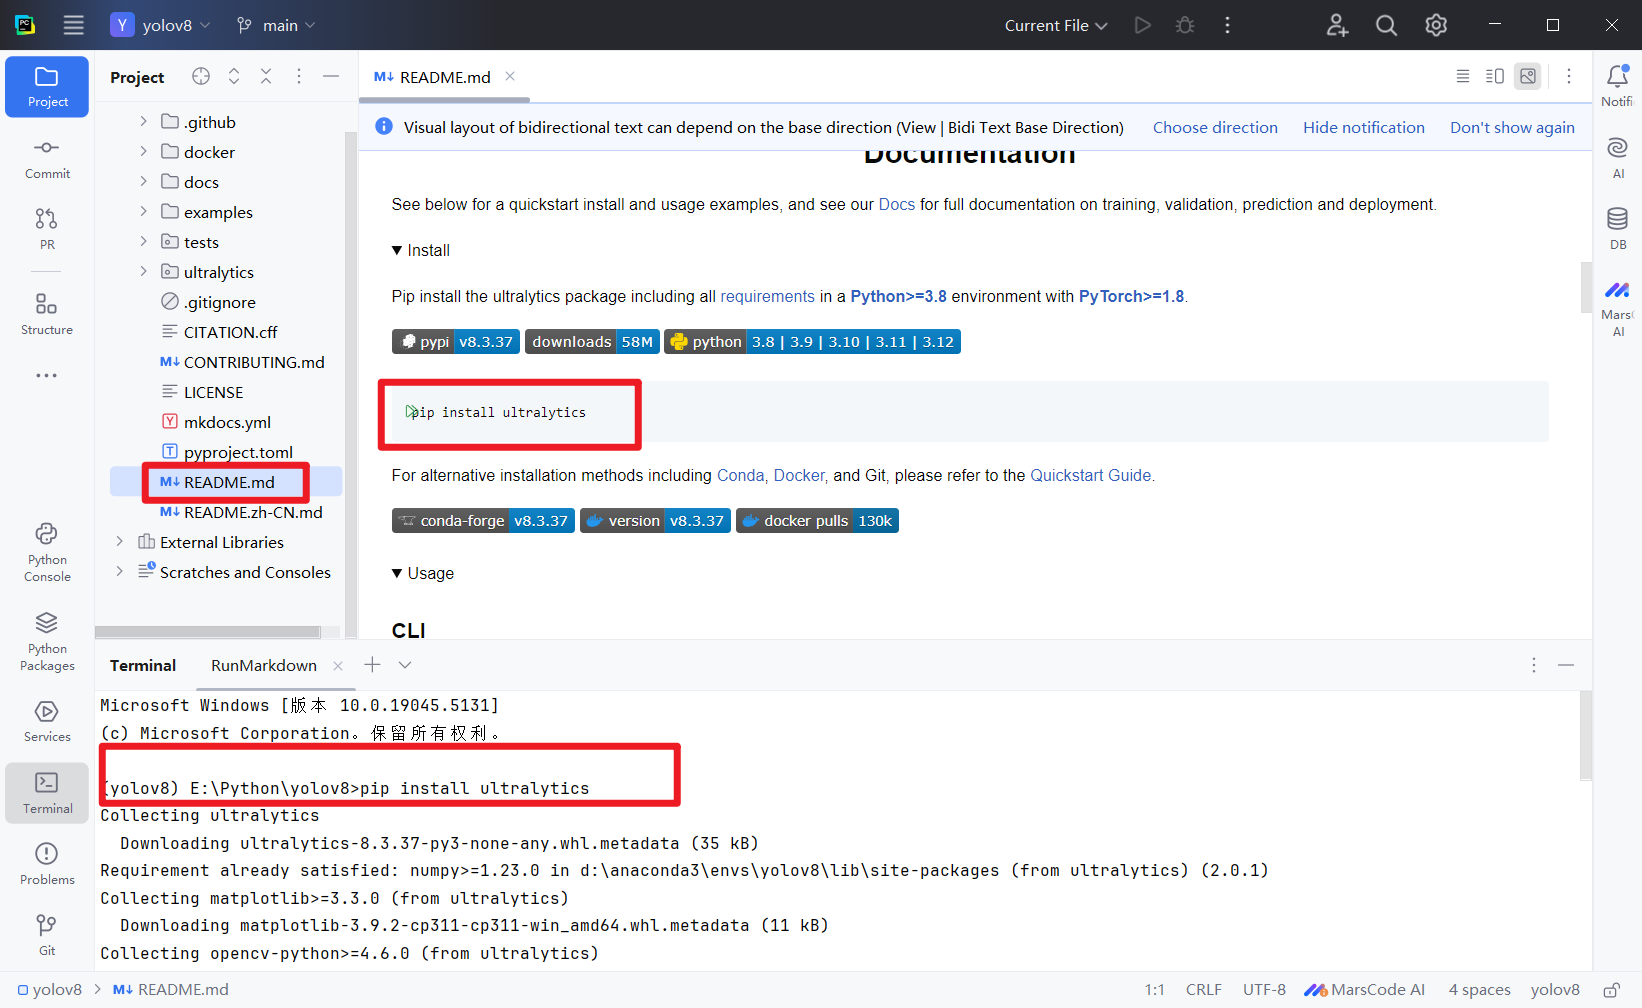 PC
Y yolov8 main Current File
Project
Commit
PR
Structure
Python
Console
Python
Packages
Services
Terminal
Problems
Git
Project
.github
docker
docs
examples
tests
ultralytics
.gitignore
CITATION.cff
M↓ CONTRIBUTING.md
LICENSE
Y mkdocs.yml
T pyproject.toml
M↓ README.md
M↓ README.zh-CN.md
External Libraries
Scratches and Consoles
M↓ README.md
Visual layout of bidirectional text can depend on the base direction (View | Bidi Text Base Direction) Choose direction Hide notification Don't show again
Documentation
See below for a quickstart install and usage examples, and see our Docs for full documentation on training, validation, prediction and deployment.
▼ Install
Pip install the ultralytics package including all requirements in a Python>=3.8 environment with PyTorch>=1.8.
pypi v8.3.37 downloads 58M python 3.8 | 3.9 | 3.10 | 3.11 | 3.12
pip install ultralytics
For alternative installation methods including Conda, Docker, and Git, please refer to the Quickstart Guide.
conda-forge v8.3.37 version v8.3.37 docker pulls 130k
▼ Usage
CLI
Notifi
AI
DB
Mars
AI
Terminal RunMarkdown
Microsoft Windows [版本 10.0.19045.5131]
(c) Microsoft Corporation。保留所有权利。
(yolov8) E:\Python\yolov8>pip install ultralytics
Collecting ultralytics
Downloading ultralytics-8.3.37-py3-none-any.whl.metadata (35 kB)
Requirement already satisfied: numpy>=1.23.0 in d:\anaconda3\envs\yolov8\lib\site-packages (from ultralytics) (2.0.1)
Collecting matplotlib>=3.3.0 (from ultralytics)
Downloading matplotlib-3.9.2-cp311-cp311-win_amd64.whl.metadata (11 kB)
Collecting opencv-python>=4.6.0 (from ultralytics)
yolov8 > M↓ README.md 1:1 CRLF UTF-8 MarsCode AI 4 spaces yolov8